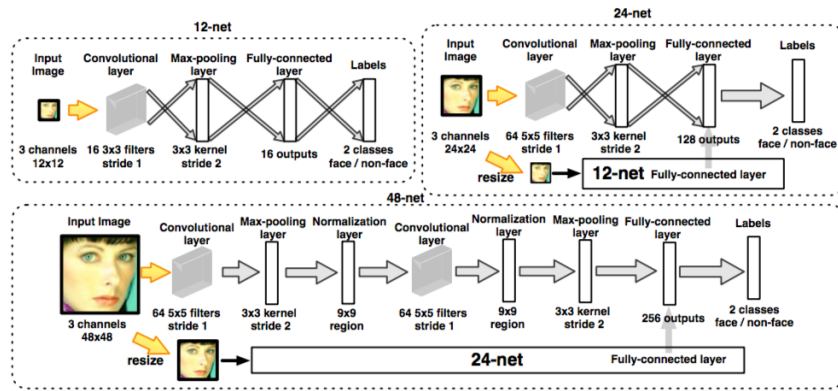 12-net
Input
Image
Convolutional
layer
Max-pooling
layer
Fully-connected
layer
Labels
3 channels
12x12
16 3x3 filters
stride 1
3x3 kernel
stride 2
16 outputs
2 classes
face / non-face
24-net
Input
Image
Convolutional
layer
Max-pooling
layer
Fully-connected
layer
Labels
3 channels
24x24
64 5x5 filters
stride 1
3x3 kernel
stride 2
128 outputs
2 classes
face / non-face
resize
12-net Fully-connected layer
48-net
Input Image
Convolutional
layer
Max-pooling
layer
Normalization
layer
Convolutional
layer
Normalization
layer
Max-pooling
layer
Fully-connected
layer
Labels
3 channels
48x48
64 5x5 filters
stride 1
3x3 kernel
stride 2
9x9
region
64 5x5 filters
stride 1
9x9
region
3x3 kernel
stride 2
256 outputs
2 classes
face / non-face
resize
24-net Fully-connected layer